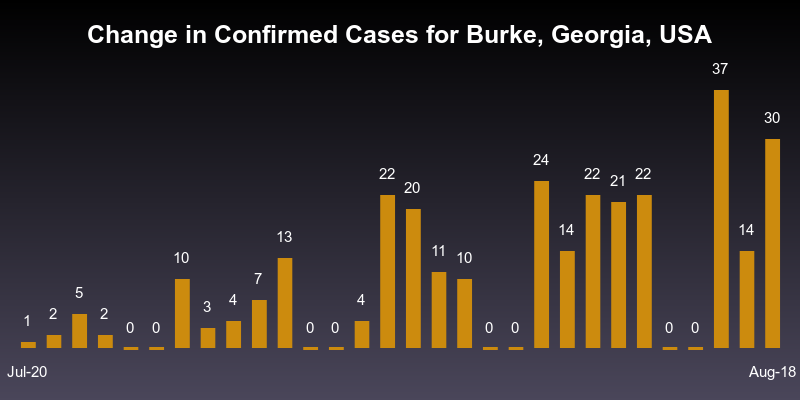 Change in Confirmed Cases for Burke, Georgia, USA
1 2 5 2 0 0 10 3 4 7 13 0 0 4 22 20 11 10 0 0 24 14 22 21 22 0 0 37 14 30
Jul-20 Aug-18